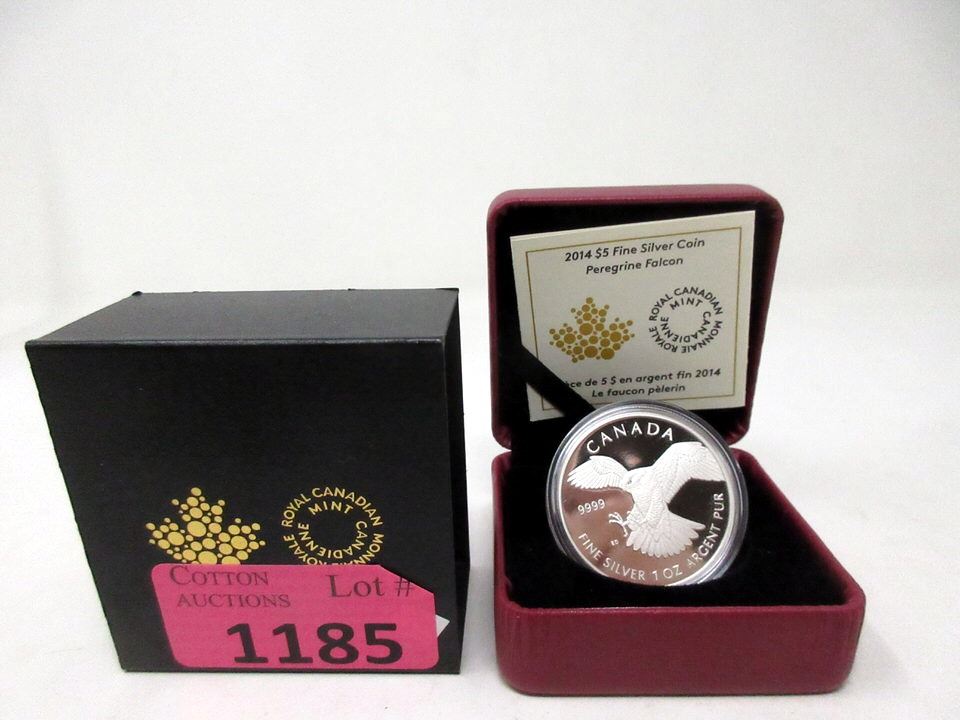 2014 $5 Fine Silver Coin
Peregrine Falcon
ROYAL CANADIAN MINT
MONNAIE ROYALE CANADIENNE
de 5 $ en argent fin 2014
Le faucon pèlerin
CANADA
9999
FINE SILVER 1 OZ ARGENT PUR
ROYAL CANADIAN MINT
MONNAIE ROYALE CANADIENNE
COTTON
AUCTIONS
Lot #
1185